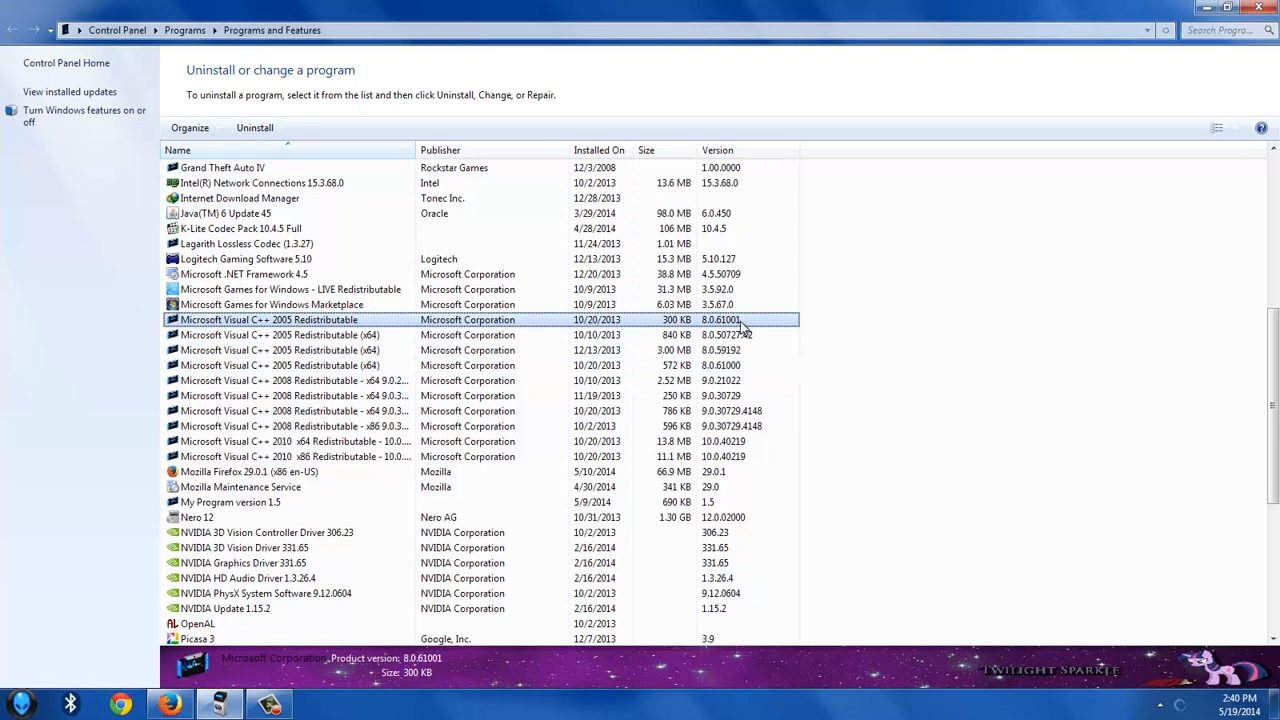 Control Panel Programs Programs and Features Search Progra...
Control Panel Home
View installed updates
Turn Windows features on or
off
Uninstall or change a program
To uninstall a program, select it from the list and then click Uninstall, Change, or Repair.
Organize Uninstall
Name Publisher Installed On Size Version
Grand Theft Auto IV Rockstar Games 12/3/2008 1.00.0000
Intel(R) Network Connections 15.3.68.0 Intel 10/2/2013 13.6 MB 15.3.68.0
Internet Download Manager Tonec Inc. 12/28/2013
Java(TM) 6 Update 45 Oracle 3/29/2014 98.0 MB 6.0.450
K-Lite Codec Pack 10.4.5 Full 4/28/2014 106 MB 10.4.5
Lagarith Lossless Codec (1.3.27) 11/24/2013 1.01 MB
Logitech Gaming Software 5.10 Logitech 12/13/2013 15.3 MB 5.10.127
Microsoft .NET Framework 4.5 Microsoft Corporation 12/20/2013 38.8 MB 4.5.50709
Microsoft Games for Windows - LIVE Redistributable Microsoft Corporation 10/9/2013 31.3 MB 3.5.92.0
Microsoft Games for Windows Marketplace Microsoft Corporation 10/9/2013 6.03 MB 3.5.67.0
Microsoft Visual C++ 2005 Redistributable Microsoft Corporation 10/20/2013 300 KB 8.0.61001
Microsoft Visual C++ 2005 Redistributable (x64) Microsoft Corporation 10/10/2013 840 KB 8.0.50727.42
Microsoft Visual C++ 2005 Redistributable (x64) Microsoft Corporation 12/13/2013 3.00 MB 8.0.59192
Microsoft Visual C++ 2005 Redistributable (x64) Microsoft Corporation 10/20/2013 572 KB 8.0.61000
Microsoft Visual C++ 2008 Redistributable - x64 9.0.2... Microsoft Corporation 10/10/2013 2.52 MB 9.0.21022
Microsoft Visual C++ 2008 Redistributable - x64 9.0.3... Microsoft Corporation 11/19/2013 250 KB 9.0.30729
Microsoft Visual C++ 2008 Redistributable - x64 9.0.3... Microsoft Corporation 10/20/2013 786 KB 9.0.30729.4148
Microsoft Visual C++ 2008 Redistributable - x86 9.0.3... Microsoft Corporation 10/20/2013 596 KB 9.0.30729.4148
Microsoft Visual C++ 2010 x64 Redistributable - 10.0.... Microsoft Corporation 10/20/2013 13.8 MB 10.0.40219
Microsoft Visual C++ 2010 x86 Redistributable - 10.0.... Microsoft Corporation 10/20/2013 11.1 MB 10.0.40219
Mozilla Firefox 29.0.1 (x86 en-US) Mozilla 5/10/2014 66.9 MB 29.0.1
Mozilla Maintenance Service Mozilla 4/30/2014 341 KB 29.0
My Program version 1.5 5/9/2014 690 KB 1.5
Nero 12 Nero AG 10/31/2013 1.30 GB 12.0.02000
NVIDIA 3D Vision Controller Driver 306.23 NVIDIA Corporation 10/2/2013 306.23
NVIDIA 3D Vision Driver 331.65 NVIDIA Corporation 2/16/2014 331.65
NVIDIA Graphics Driver 331.65 NVIDIA Corporation 2/16/2014 331.65
NVIDIA HD Audio Driver 1.3.26.4 NVIDIA Corporation 2/16/2014 1.3.26.4
NVIDIA PhysX System Software 9.12.0604 NVIDIA Corporation 10/2/2013 9.12.0604
NVIDIA Update 1.15.2 NVIDIA Corporation 2/16/2014 1.15.2
OpenAL 10/2/2013
Picasa 3 Google, Inc. 12/7/2013 3.9
Microsoft Corporation Product version: 8.0.61001
Size: 300 KB
TWILIGHT SPARKLE
2:40 PM
5/19/2014